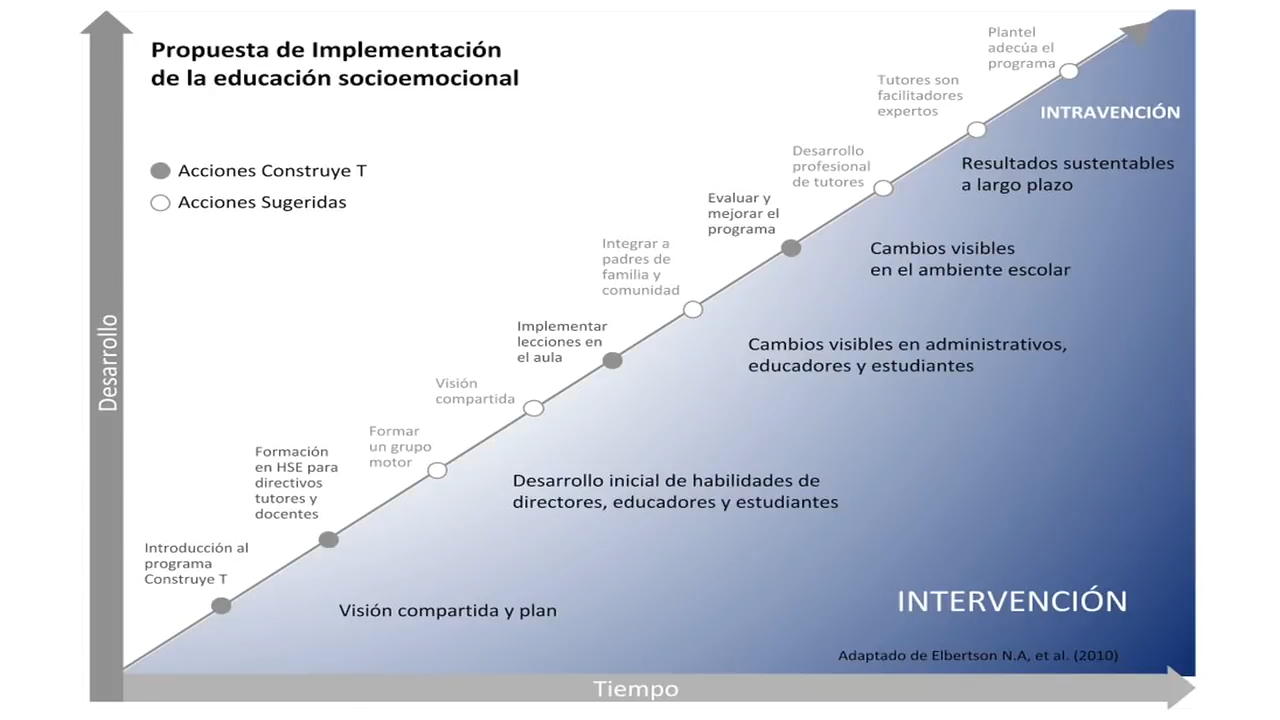 Propuesta de Implementación
de la educación socioemocional
Acciones Construye T
Acciones Sugeridas
Desarrollo
Introducción al
programa
Construye T
Formación
en HSE para
directivos
tutores y
docentes
Formar
un grupo
motor
Visión
compartida
Implementar
lecciones en
el aula
Integrar a
padres de
familia y
comunidad
Evaluar y
mejorar el
programa
Desarrollo
profesional
de tutores
Tutores son
facilitadores
expertos
Plantel
adecúa el
programa
INTRAVENCIÓN
Resultados sustentables
a largo plazo
Cambios visibles
en el ambiente escolar
Cambios visibles en administrativos,
educadores y estudiantes
Desarrollo inicial de habilidades de
directores, educadores y estudiantes
Visión compartida y plan
INTERVENCIÓN
Adaptado de Elbertson N.A, et al. (2010)
Tiempo